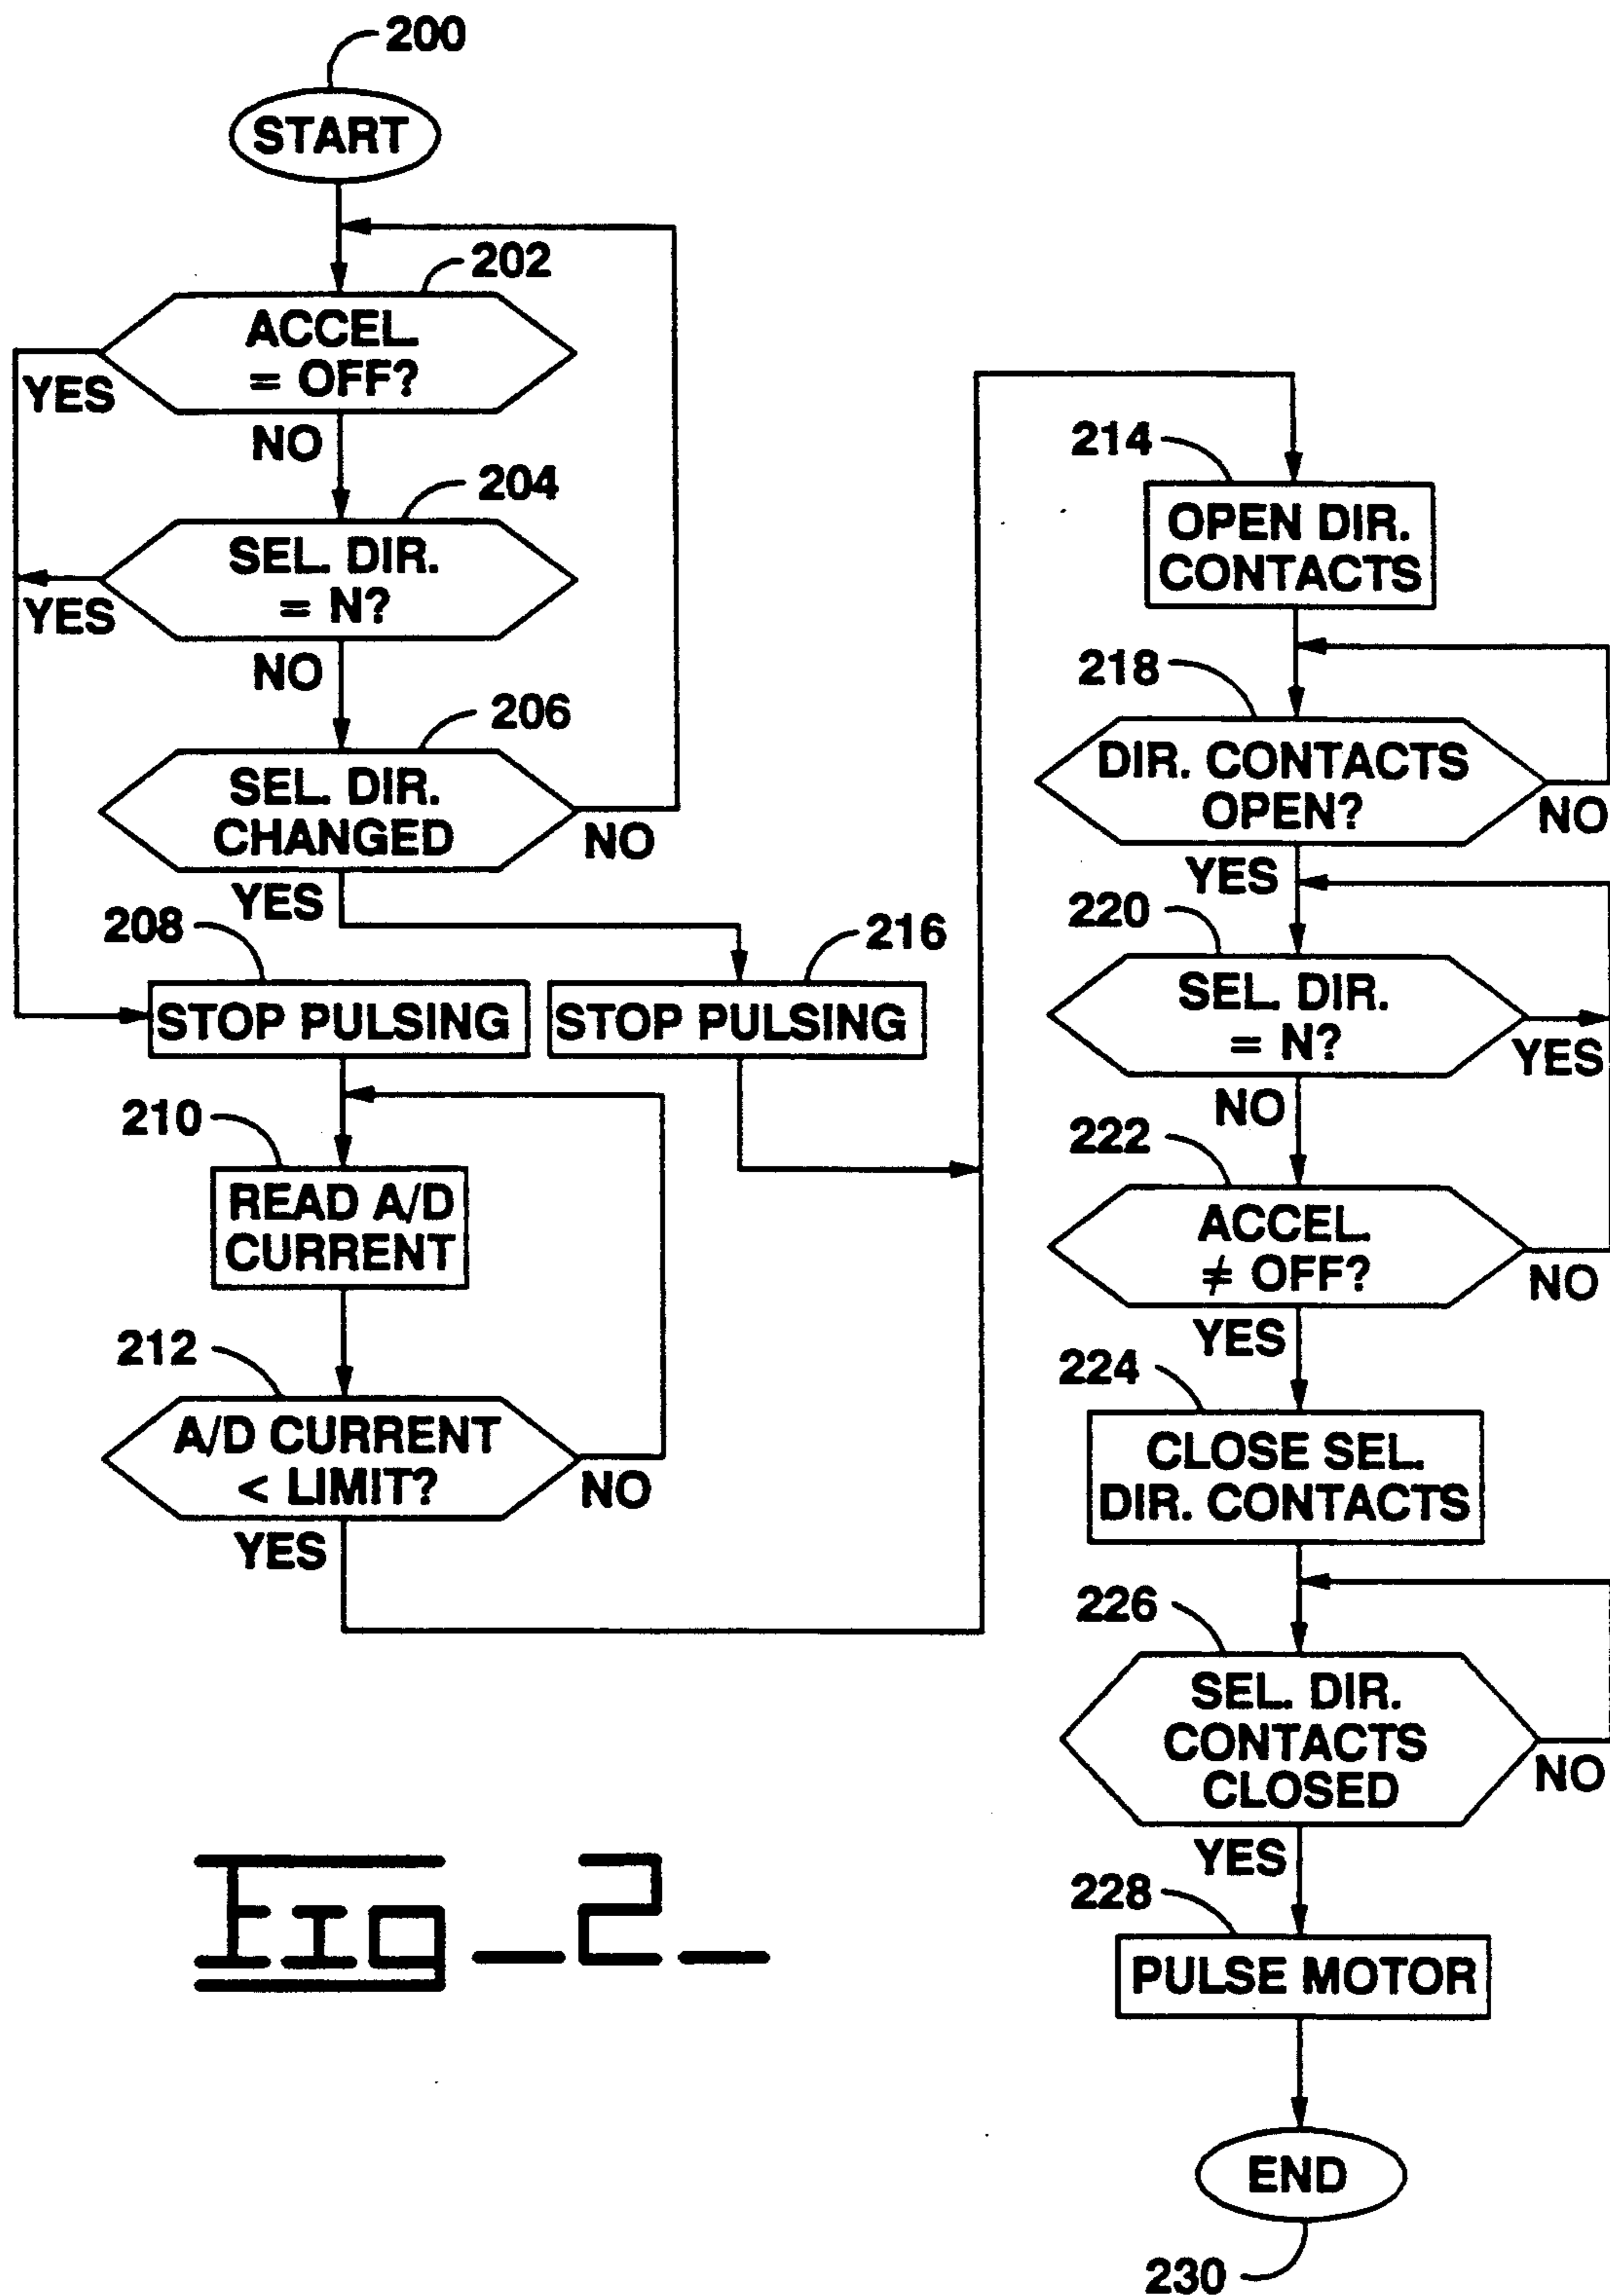 200
START
202
ACCEL.
= OFF?
YES
NO
204
SEL. DIR.
= N?
YES
NO
206
SEL. DIR.
CHANGED
NO
YES
208
STOP PULSING
216
STOP PULSING
210
READ A/D
CURRENT
212
A/D CURRENT
< LIMIT?
NO
YES
214
OPEN DIR.
CONTACTS
218
DIR. CONTACTS
OPEN?
NO
YES
220
SEL. DIR.
= N?
YES
NO
222
ACCEL.
≠ OFF?
NO
YES
224
CLOSE SEL.
DIR. CONTACTS
226
SEL. DIR.
CONTACTS
CLOSED
NO
YES
228
PULSE MOTOR
END
230
Fig_2_